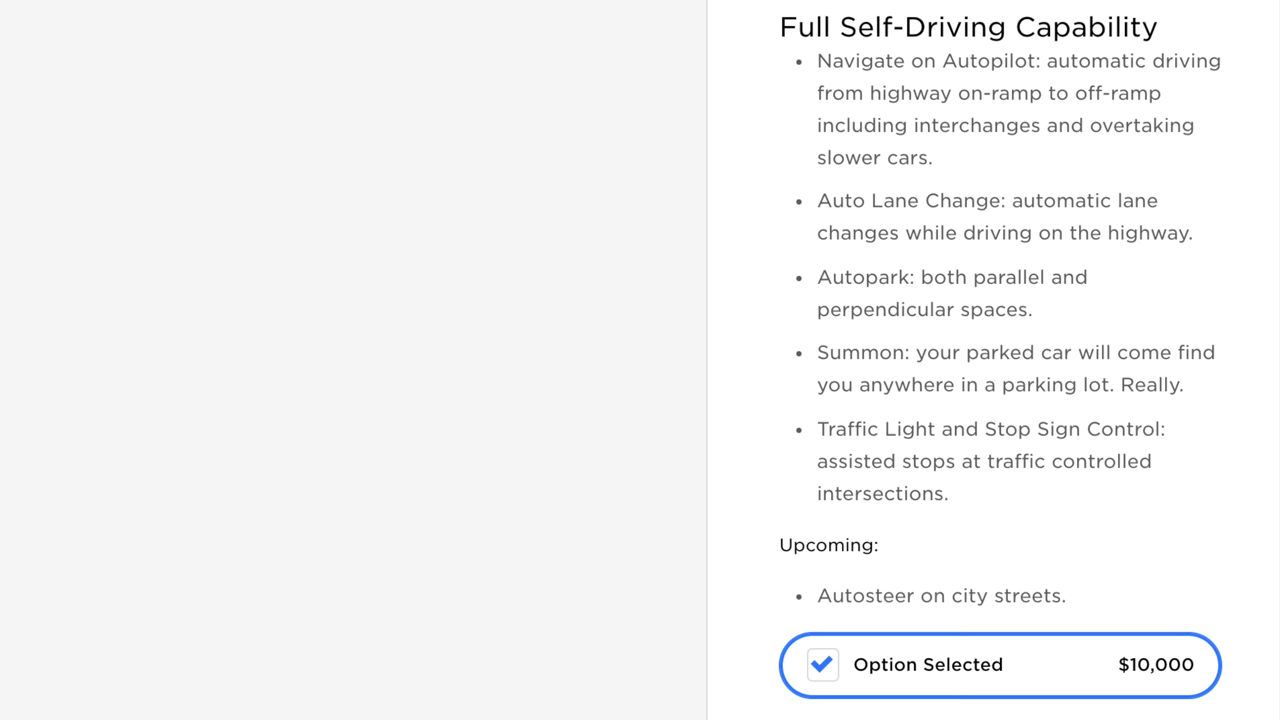 Full Self-Driving Capability
• Navigate on Autopilot: automatic driving
from highway on-ramp to off-ramp
including interchanges and overtaking
slower cars.
• Auto Lane Change: automatic lane
changes while driving on the highway.
• Autopark: both parallel and
perpendicular spaces.
• Summon: your parked car will come find
you anywhere in a parking lot. Really.
• Traffic Light and Stop Sign Control:
assisted stops at traffic controlled
intersections.
Upcoming:
• Autosteer on city streets.
Option Selected $10,000